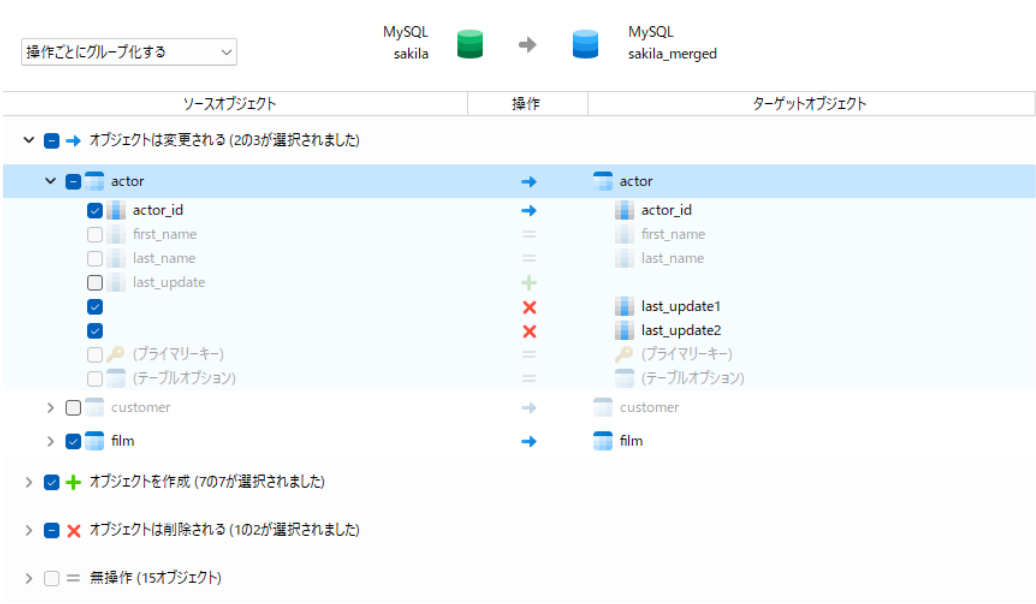 操作ごとにグループ化する
MySQL
sakila
MySQL
sakila_merged
ソースオブジェクト 操作 ターゲットオブジェクト
オブジェクトは変更される (2の3が選択されました)
actor actor
actor_id actor_id
first_name first_name
last_name last_name
last_update
last_update1
last_update2
(プライマリーキー) (プライマリーキー)
(テーブルオプション) (テーブルオプション)
customer customer
film film
オブジェクトを作成 (7の7が選択されました)
オブジェクトは削除される (1の2が選択されました)
無操作 (15オブジェクト)